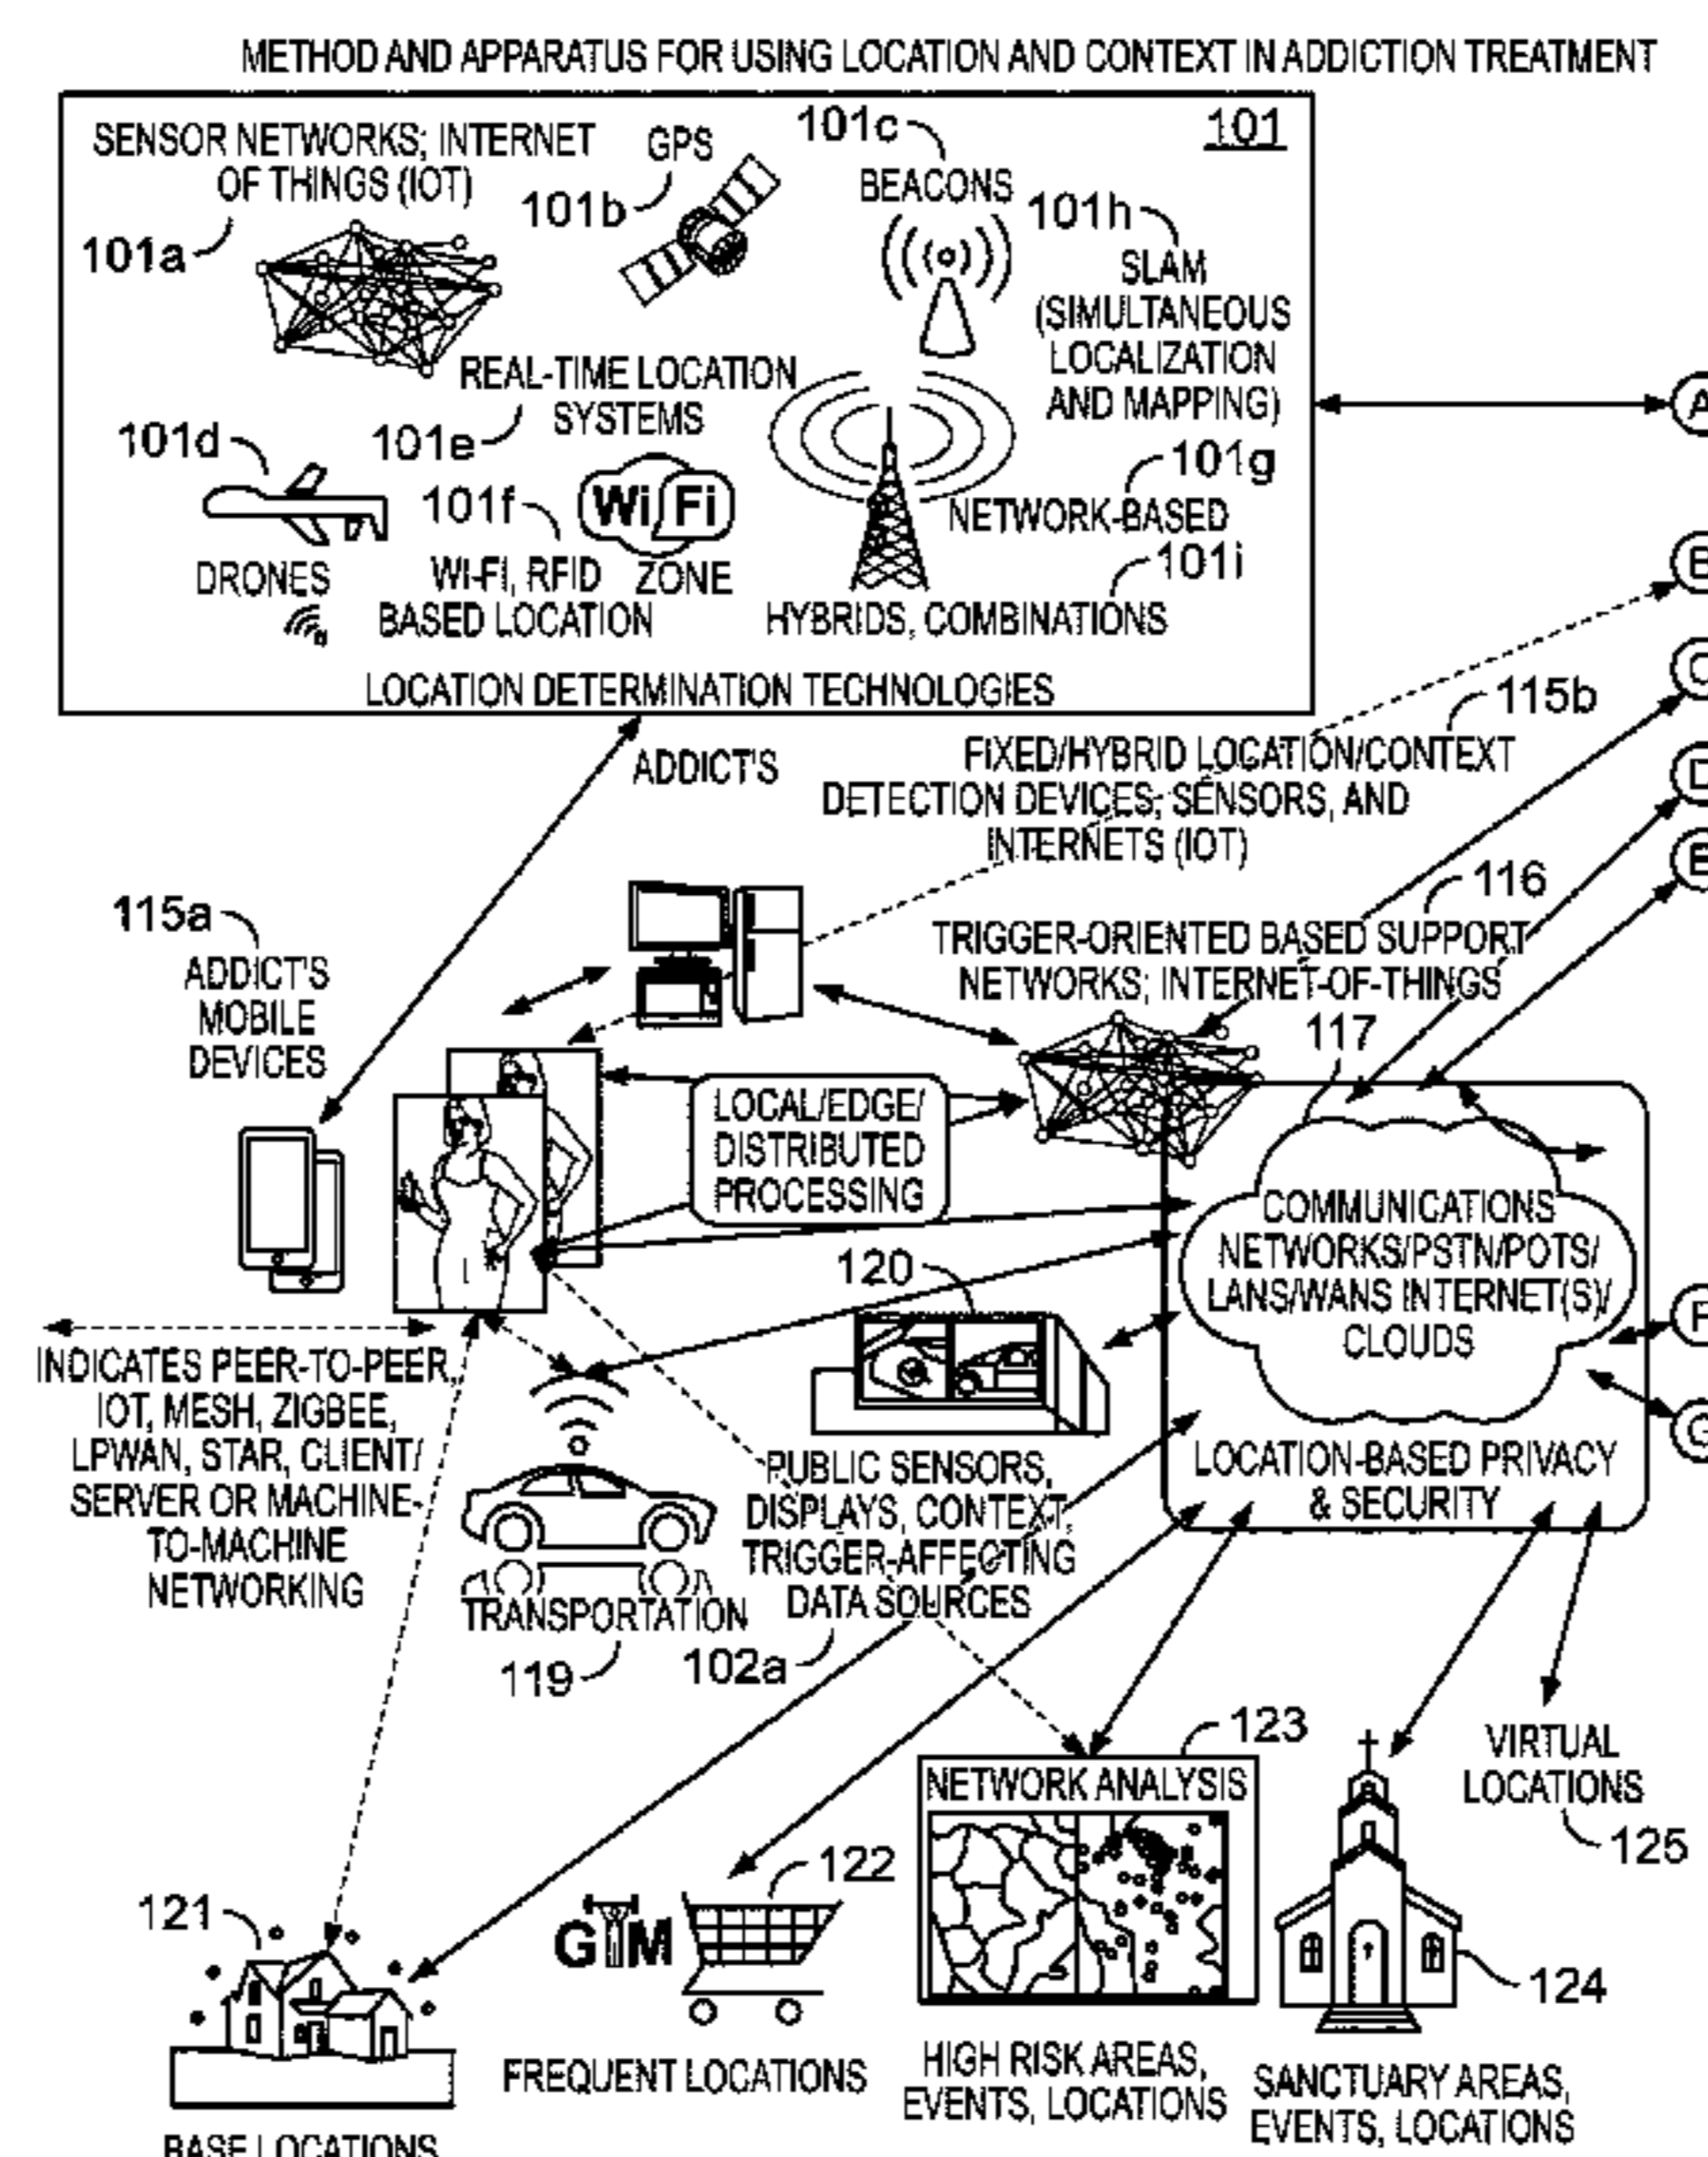 METHOD AND APPARATUS FOR USING LOCATION AND CONTEXT IN ADDICTION TREATMENT
101
SENSOR NETWORKS; INTERNET
OF THINGS (IOT)
101a
GPS
101b
101c
BEACONS
101h
SLAM
(SIMULTANEOUS
LOCALIZATION
AND MAPPING)
REAL-TIME LOCATION
SYSTEMS
101e
101d
DRONES
101f
Wi Fi
WI-FI, RFID ZONE
BASED LOCATION
101g
NETWORK-BASED
101i
HYBRIDS, COMBINATIONS
LOCATION DETERMINATION TECHNOLOGIES
A
B
C
D
E
ADDICT'S
115b
FIXED/HYBRID LOCATION/CONTEXT
DETECTION DEVICES, SENSORS, AND
INTERNETS (IOT)
115a
ADDICT'S
MOBILE
DEVICES
116
TRIGGER-ORIENTED BASED SUPPORT
NETWORKS; INTERNET-OF-THINGS
117
LOCAL/EDGE/
DISTRIBUTED
PROCESSING
COMMUNICATIONS
NETWORKS/PSTN/POTS/
LANS/WANS INTERNET(S)/
CLOUDS
LOCATION-BASED PRIVACY
& SECURITY
F
G
120
INDICATES PEER-TO-PEER,
IOT, MESH, ZIGBEE,
LPWAN, STAR, CLIENT/
SERVER OR MACHINE-
TO-MACHINE
NETWORKING
PUBLIC SENSORS,
DISPLAYS, CONTEXT,
TRIGGER-AFFECTING
DATA SOURCES
102a
TRANSPORTATION
119
123
NETWORK ANALYSIS
HIGH RISK AREAS,
EVENTS, LOCATIONS
VIRTUAL
LOCATIONS
125
121
BASE LOCATIONS
122
GYM
FREQUENT LOCATIONS
124
SANCTUARY AREAS,
EVENTS, LOCATIONS